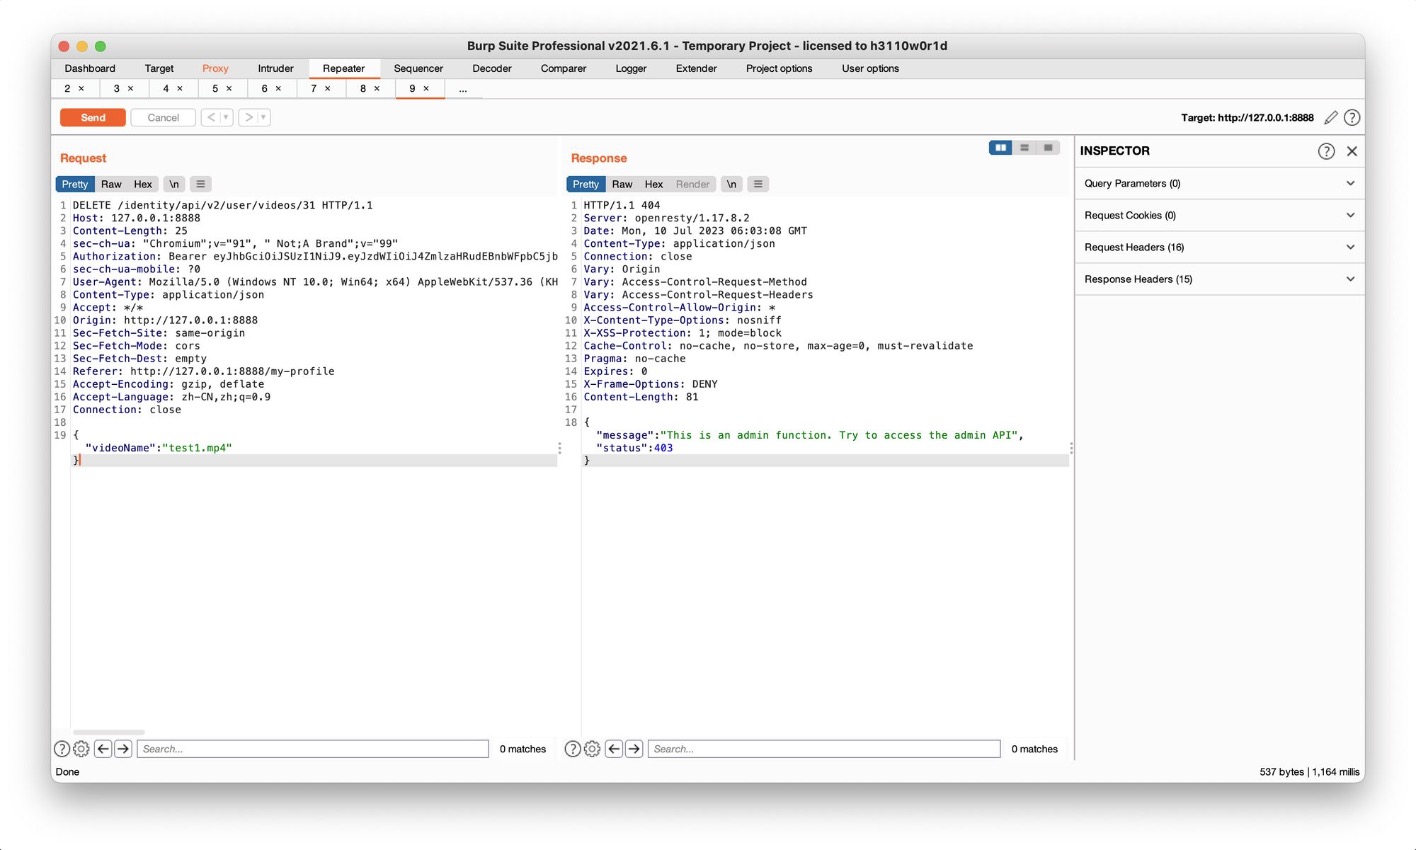 Burp Suite Professional v2021.6.1 - Temporary Project - licensed to h3110w0r1d
Dashboard Target Proxy Intruder Repeater Sequencer Decoder Comparer Logger Extender Project options User options
2 × 3 × 4 × 5 × 6 × 7 × 8 × 9 × ...
Send Cancel < > Target: http://127.0.0.1:8888
Request
Pretty Raw Hex \n
1 DELETE /identity/api/v2/user/videos/31 HTTP/1.1
2 Host: 127.0.0.1:8888
3 Content-Length: 25
4 sec-ch-ua: "Chromium";v="91", " Not;A Brand";v="99"
5 Authorization: Bearer eyJhbGciOiJSUzI1NiJ9.eyJzdWIiOiJ4ZmlzaHRudEBnbWFpbC5jb
6 sec-ch-ua-mobile: ?0
7 User-Agent: Mozilla/5.0 (Windows NT 10.0; Win64; x64) AppleWebKit/537.36 (KH
8 Content-Type: application/json
9 Accept: */*
10 Origin: http://127.0.0.1:8888
11 Sec-Fetch-Site: same-origin
12 Sec-Fetch-Mode: cors
13 Sec-Fetch-Dest: empty
14 Referer: http://127.0.0.1:8888/my-profile
15 Accept-Encoding: gzip, deflate
16 Accept-Language: zh-CN,zh;q=0.9
17 Connection: close
18
19 {
"videoName":"test1.mp4"
}
Search... 0 matches
Response
Pretty Raw Hex Render \n
1 HTTP/1.1 404
2 Server: openresty/1.17.8.2
3 Date: Mon, 10 Jul 2023 06:03:08 GMT
4 Content-Type: application/json
5 Connection: close
6 Vary: Origin
7 Vary: Access-Control-Request-Method
8 Vary: Access-Control-Request-Headers
9 Access-Control-Allow-Origin: *
10 X-Content-Type-Options: nosniff
11 X-XSS-Protection: 1; mode=block
12 Cache-Control: no-cache, no-store, max-age=0, must-revalidate
13 Pragma: no-cache
14 Expires: 0
15 X-Frame-Options: DENY
16 Content-Length: 81
17
18 {
"message":"This is an admin function. Try to access the admin API",
"status":403
}
Search... 0 matches
INSPECTOR
Query Parameters (0)
Request Cookies (0)
Request Headers (16)
Response Headers (15)
Done 537 bytes | 1,164 millis